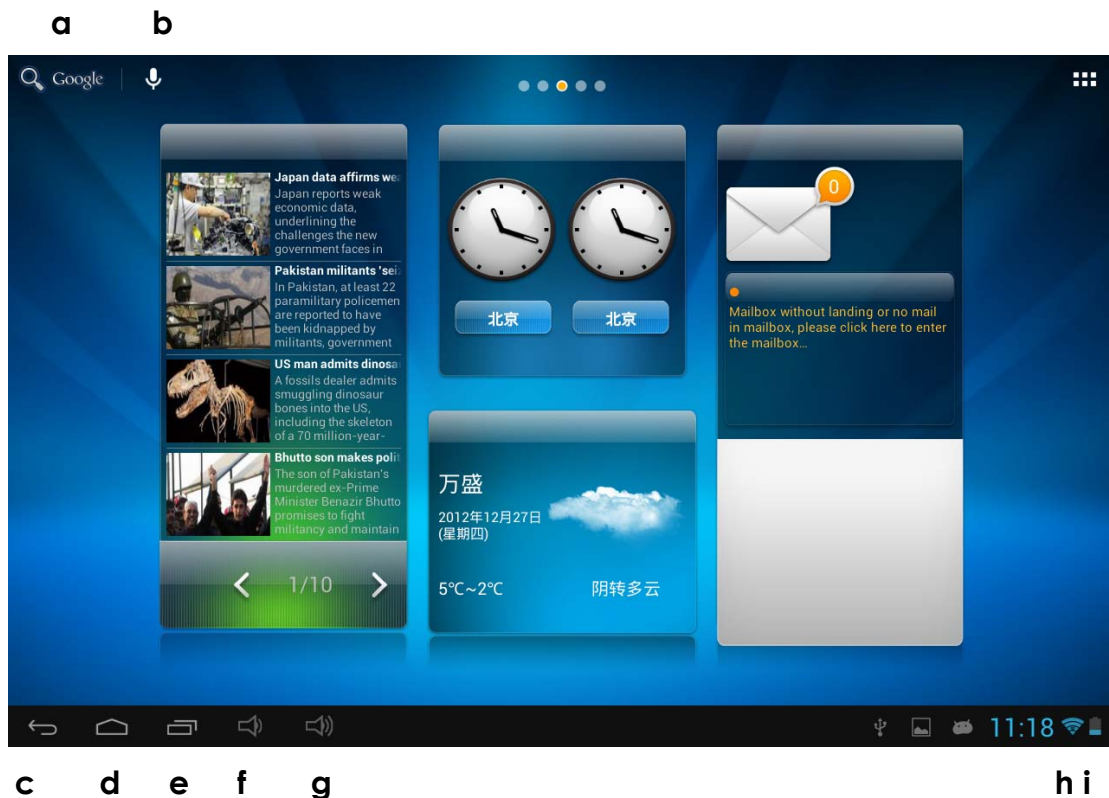 a b
Google
Japan data affirms wea
Japan reports weak
economic data,
underlining the
challenges the new
government faces in
Pakistan militants 'seiz
In Pakistan, at least 22
paramilitary policemen
are reported to have
been kidnapped by
militants, government
US man admits dinosa
A fossils dealer admits
smuggling dinosaur
bones into the US,
including the skeleton
of a 70 million-year-
Bhutto son makes polit
The son of Pakistan's
murdered ex-Prime
Minister Benazir Bhutto
promises to fight
militancy and maintain
1/10
北京 北京
万盛
2012年12月27日
(星期四)
5℃~2℃ 阴转多云
0
Mailbox without landing or no mail
in mailbox, please click here to enter
the mailbox...
11:18
c d e f g h i